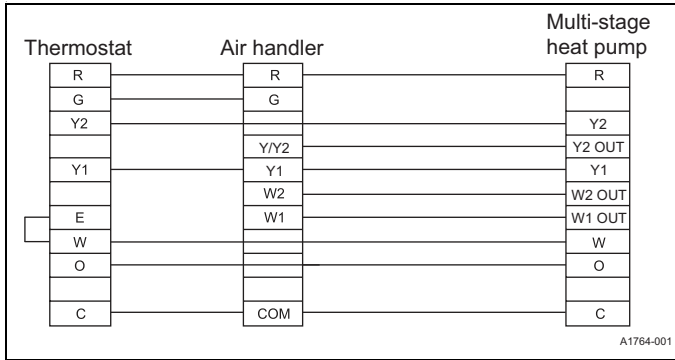 Multi-stage
Thermostat Air handler heat pump
R R R
G G
Y2 Y2
Y/Y2 Y2 OUT
Y1 Y1 Y1
W2 W2 OUT
E W1 W1 OUT
W W
O O
C COM C
A1764-001